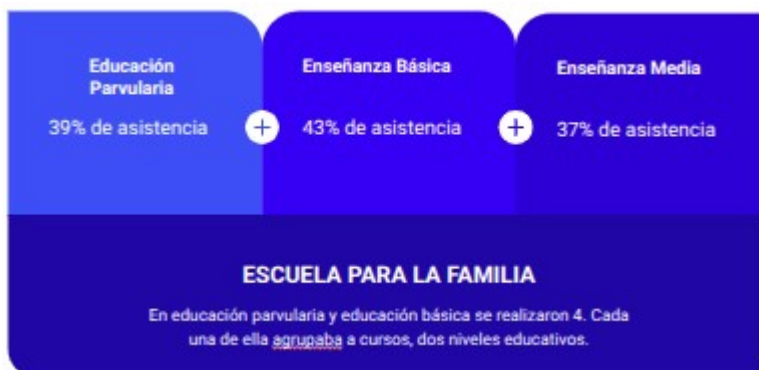 Educación
Parvularia
39% de asistencia
+
Enseñanza Básica
43% de asistencia
+
Enseñanza Media
37% de asistencia
ESCUELA PARA LA FAMILIA
En educación parvularia y educación básica se realizaron 4. Cada
una de ella agrupaba a cursos, dos niveles educativos.